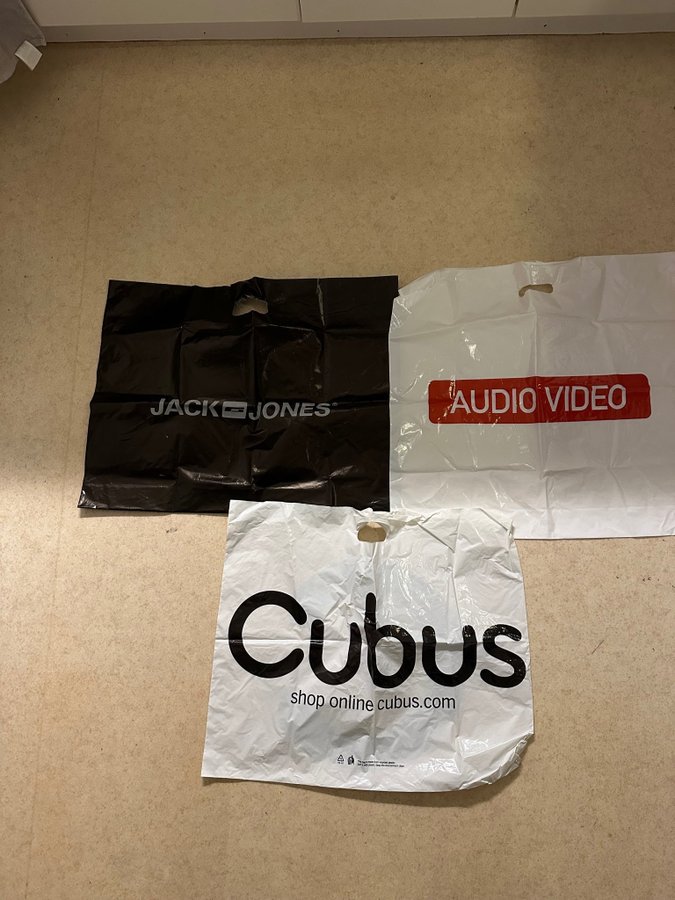 JACK JONES
AUDIO VIDEO
Cubus
shop online cubus.com